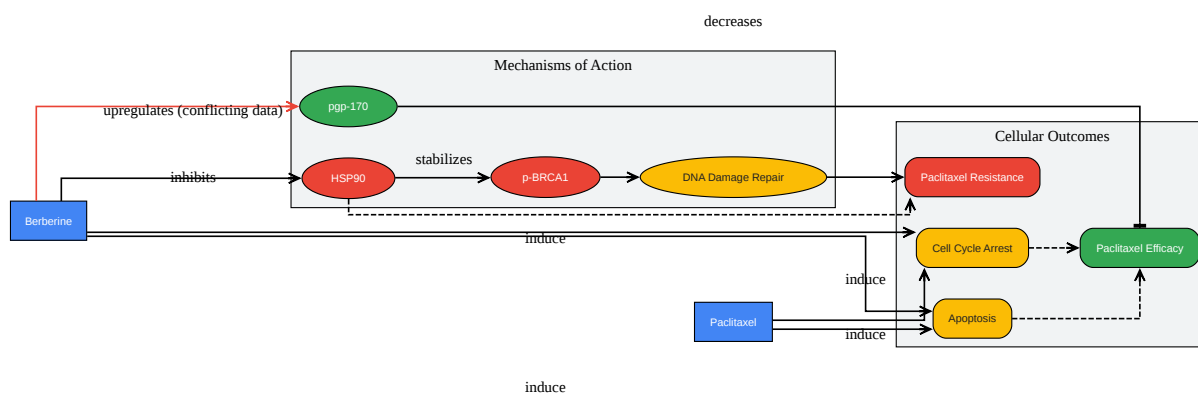 decreases
Mechanisms of Action
upregulates (conflicting data)
pgp-170
Cellular Outcomes
inhibits
HSP90
stabilizes
p-BRCA1
DNA Damage Repair
Paclitaxel Resistance
Berberine
induce
Cell Cycle Arrest
Paclitaxel Efficacy
induce
Paclitaxel
Apoptosis
induce
induce